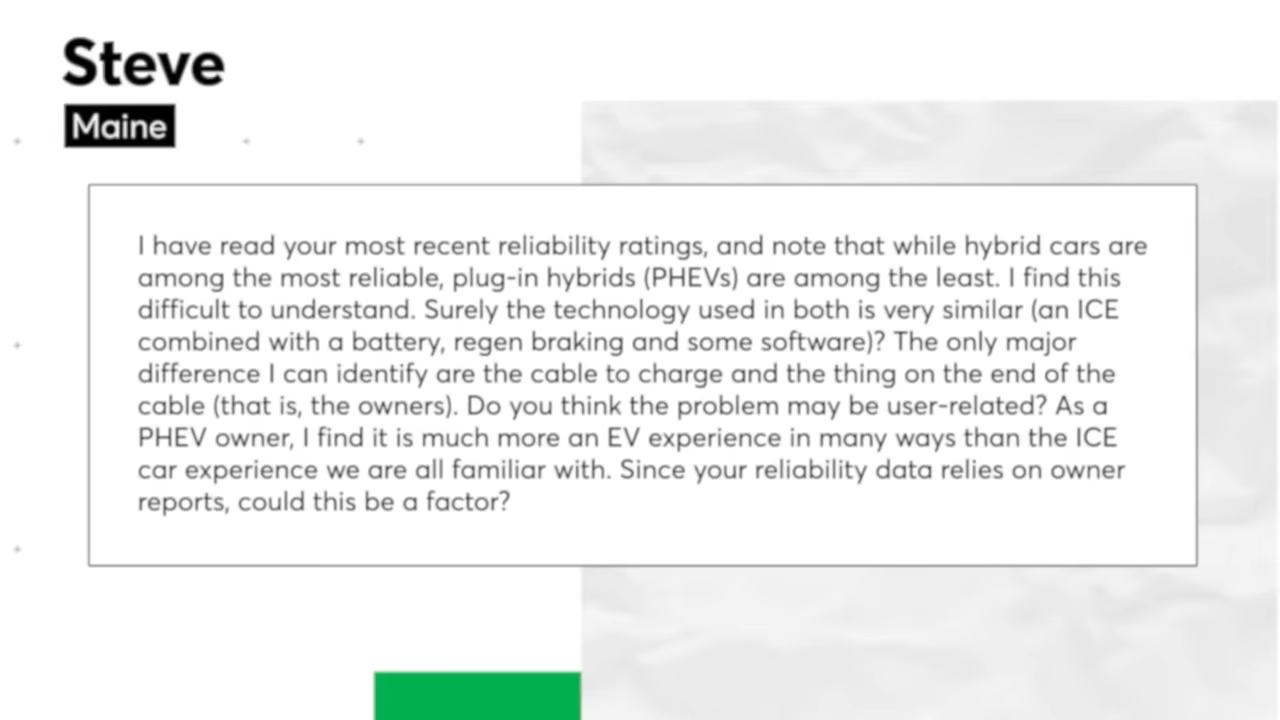 Steve
Maine
I have read your most recent reliability ratings, and note that while hybrid cars are
among the most reliable, plug-in hybrids (PHEVs) are among the least. I find this
difficult to understand. Surely the technology used in both is very similar (an ICE
combined with a battery, regen braking and some software)? The only major
difference I can identify are the cable to charge and the thing on the end of the
cable (that is, the owners). Do you think the problem may be user-related? As a
PHEV owner, I find it is much more an EV experience in many ways than the ICE
car experience we are all familiar with. Since your reliability data relies on owner
reports, could this be a factor?